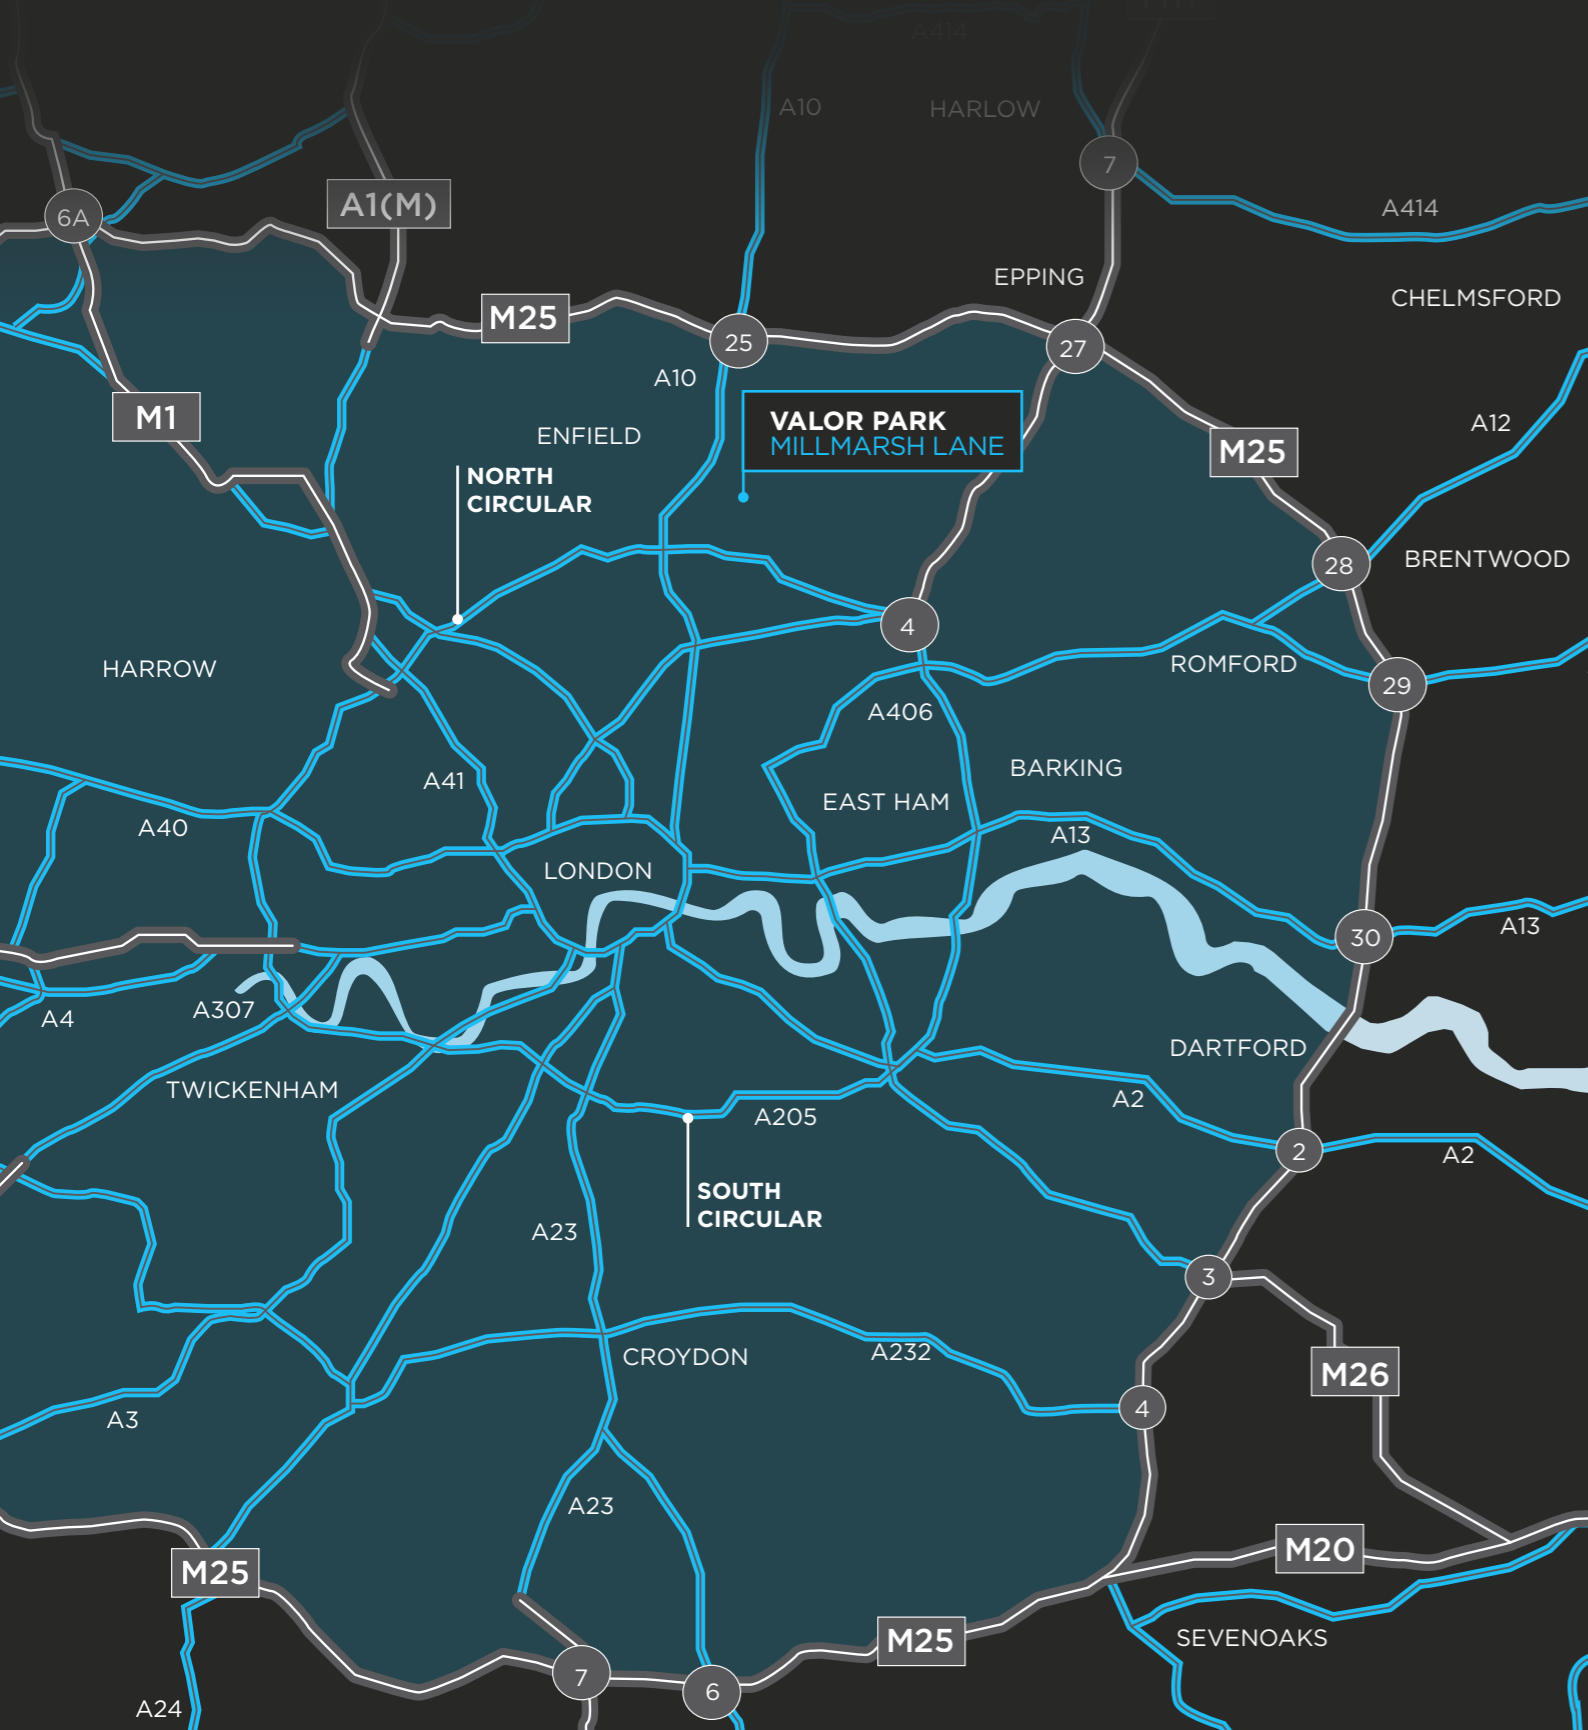 A414
A10
HARLOW
7
6A
A1(M)
A414
EPPING
CHELMSFORD
M25
25
27
A10
VALOR PARK
MILLMARSH LANE
M1
ENFIELD
A12
M25
NORTH
CIRCULAR
28
BRENTWOOD
4
HARROW
ROMFORD
29
A406
A41
BARKING
EAST HAM
A40
A13
LONDON
A13
30
A307
A4
DARTFORD
TWICKENHAM
A2
A205
2
A2
SOUTH
CIRCULAR
A23
3
CROYDON
A232
M26
A3
4
A23
M20
M25
M25
SEVENOAKS
7
6
A24